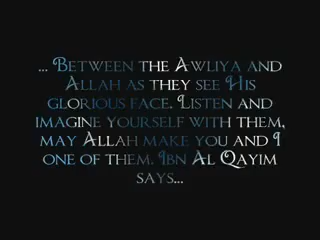 ... Between the Awliya and
Allah as they see His
glorious face. Listen and
imagine yourself with them,
may Allah make you and I
one of them. Ibn Al Qayim
says...